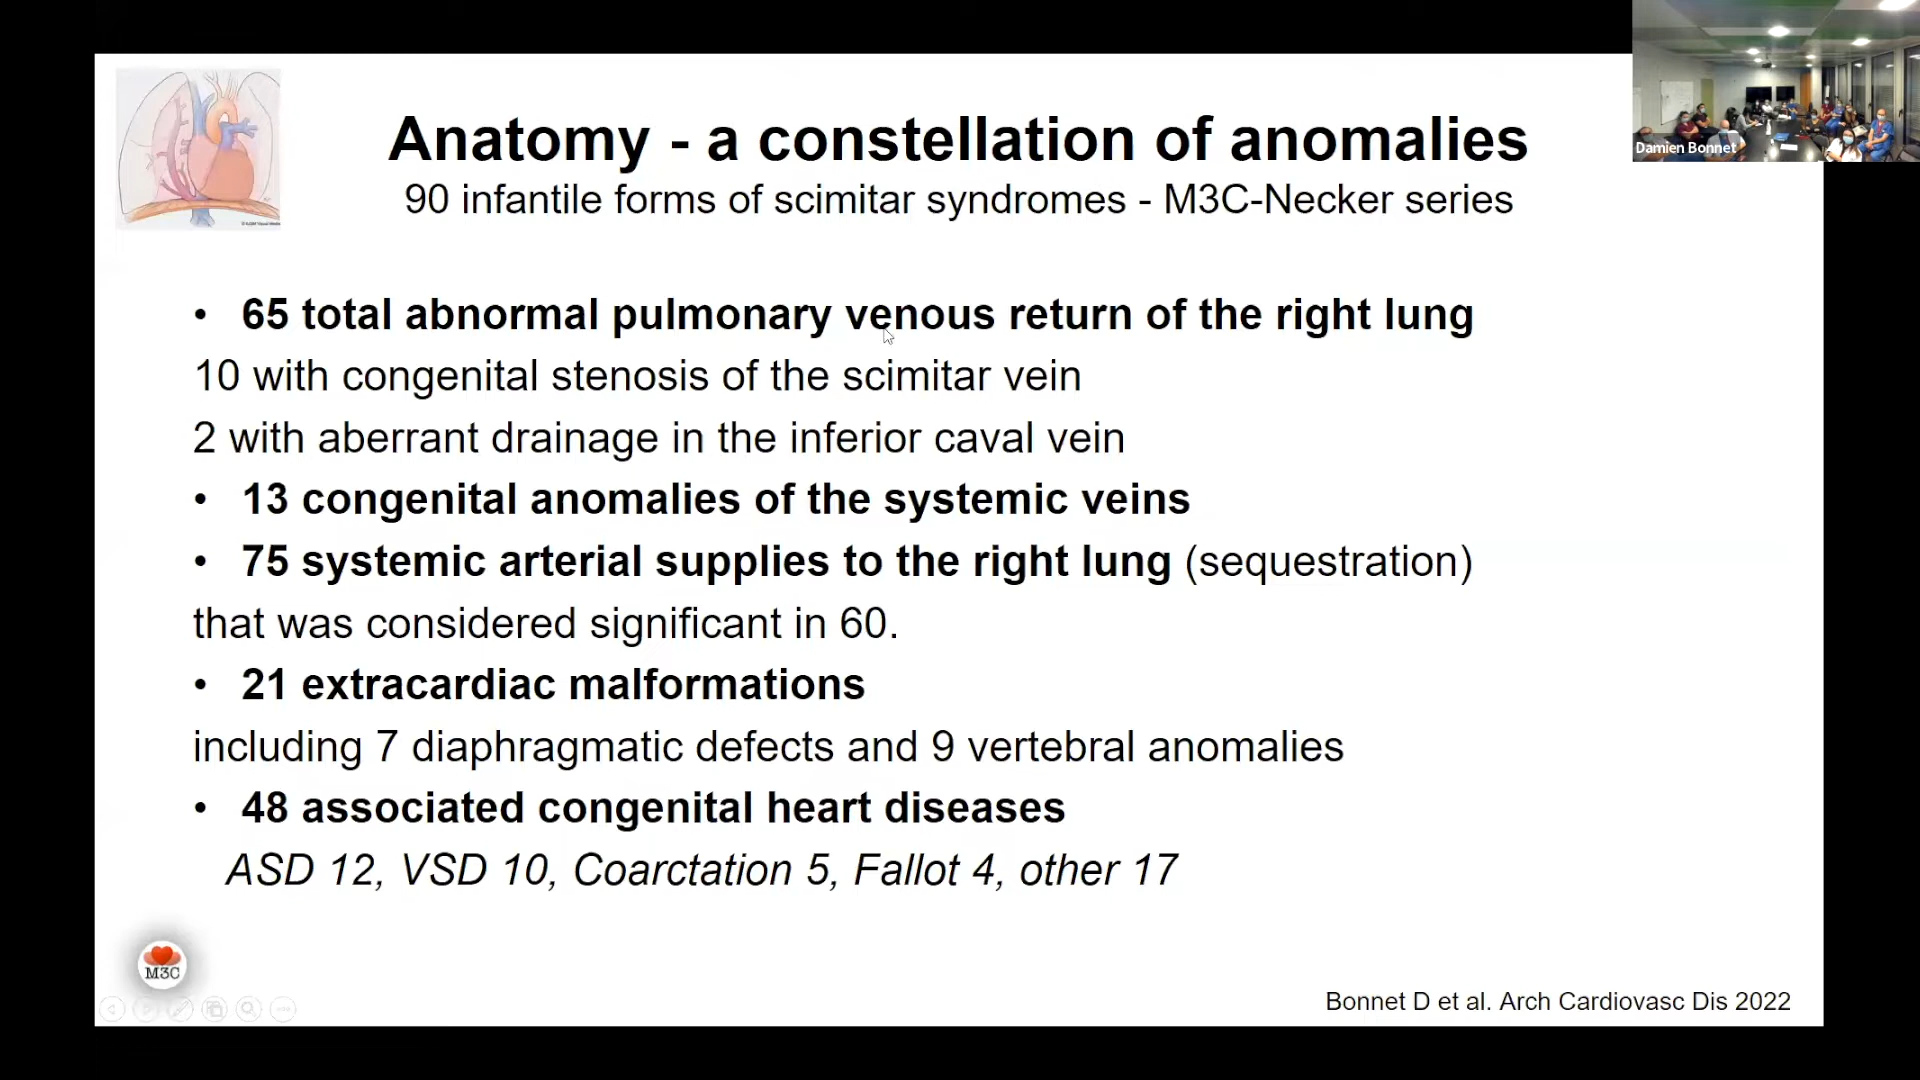 Anatomy - a constellation of anomalies
90 infantile forms of scimitar syndromes - M3C-Necker series
Damien Bonnet
• 65 total abnormal pulmonary venous return of the right lung
10 with congenital stenosis of the scimitar vein
2 with aberrant drainage in the inferior caval vein
• 13 congenital anomalies of the systemic veins
• 75 systemic arterial supplies to the right lung (sequestration)
that was considered significant in 60.
• 21 extracardiac malformations
including 7 diaphragmatic defects and 9 vertebral anomalies
• 48 associated congenital heart diseases
ASD 12, VSD 10, Coarctation 5, Fallot 4, other 17
M3C
Bonnet D et al. Arch Cardiovasc Dis 2022